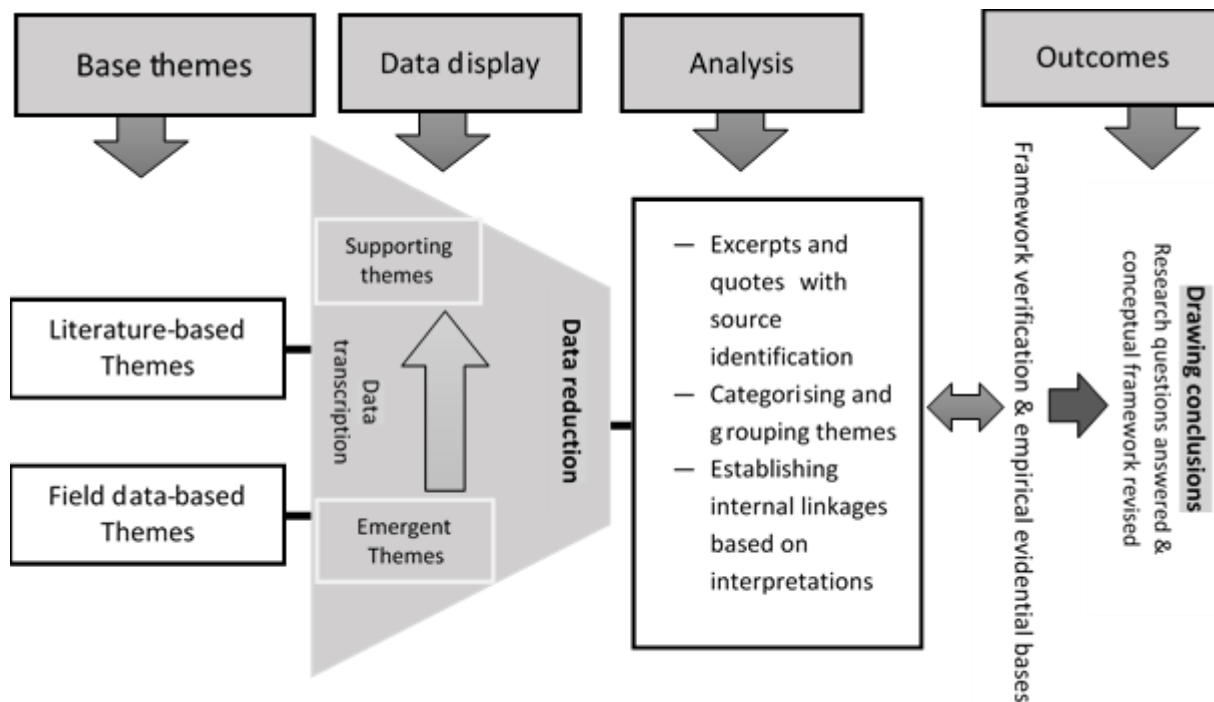 Base themes
Data display
Analysis
Outcomes
Literature-based
Themes
Field data-based
Themes
Supporting
themes
Data
transcription
Emergent
Themes
Data reduction
— Excerpts and
quotes with
source
identification
— Categorising and
grouping themes
— Establishing
internal linkages
based on
interpretations
Framework verification & empirical evidential bases
Drawing conclusions
Research questions answered &
conceptual framework revised